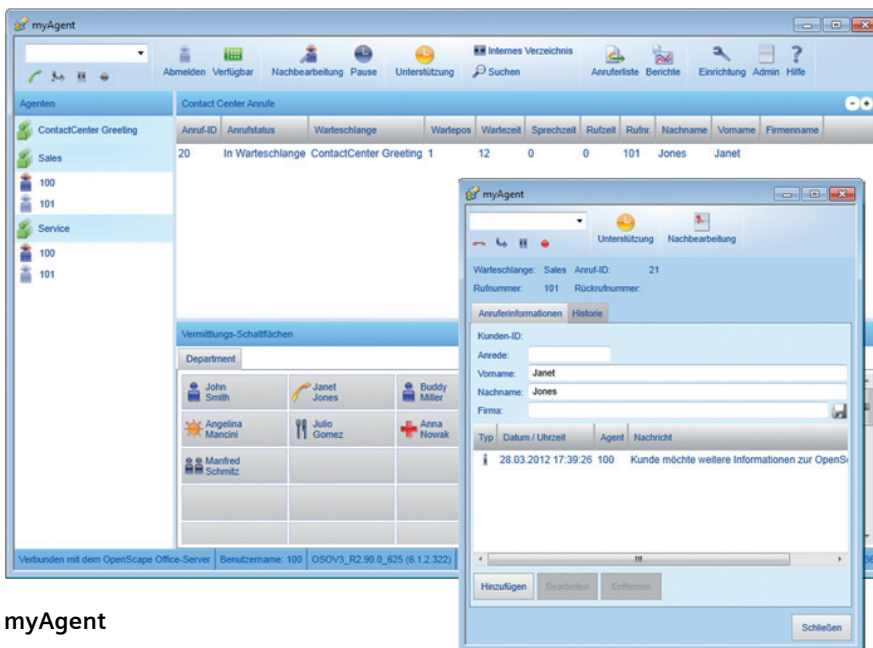 myAgent
Abmelden Verfügbar Nachbearbeitung Pause Unterstützung Internes Verzeichnis Suchen Anruferliste Berichte Einrichtung Admin Hilfe
Agenten
ContactCenter Greeting
Sales
100
101
Service
100
101
Contact Center Anrufe
Anruf-ID Anrufstatus Warteschlange Wartepos Wartezeit Sprechzeit Rufzeit Rufnr. Nachname Vorname Firmenname
20 In Warteschlange ContactCenter Greeting 1 12 0 0 101 Jones Janet
Vermittlungs-Schaltflächen
Department
John Smith
Janet Jones
Buddy Miller
Angelina Mancini
Julio Gomez
Anna Nowak
Manfred Schmitz
Verbunden mit dem OpenScape Office-Server Benutzername: 100 OSOV3_R2.90.0_625 (6.1.2.322)
myAgent
Unterstützung Nachbearbeitung
Warteschlange: Sales Anruf-ID: 21
Rufnummer: 101 Rückrufnummer:
Anruferinformationen Historie
Kunden-ID:
Anrede:
Vorname: Janet
Nachname: Jones
Firma:
Typ Datum / Uhrzeit Agent Nachricht
28.03.2012 17:39:26 100 Kunde möchte weitere Informationen zur
Hinzufügen Bearbeiten Entfernen
Schließen
myAgent